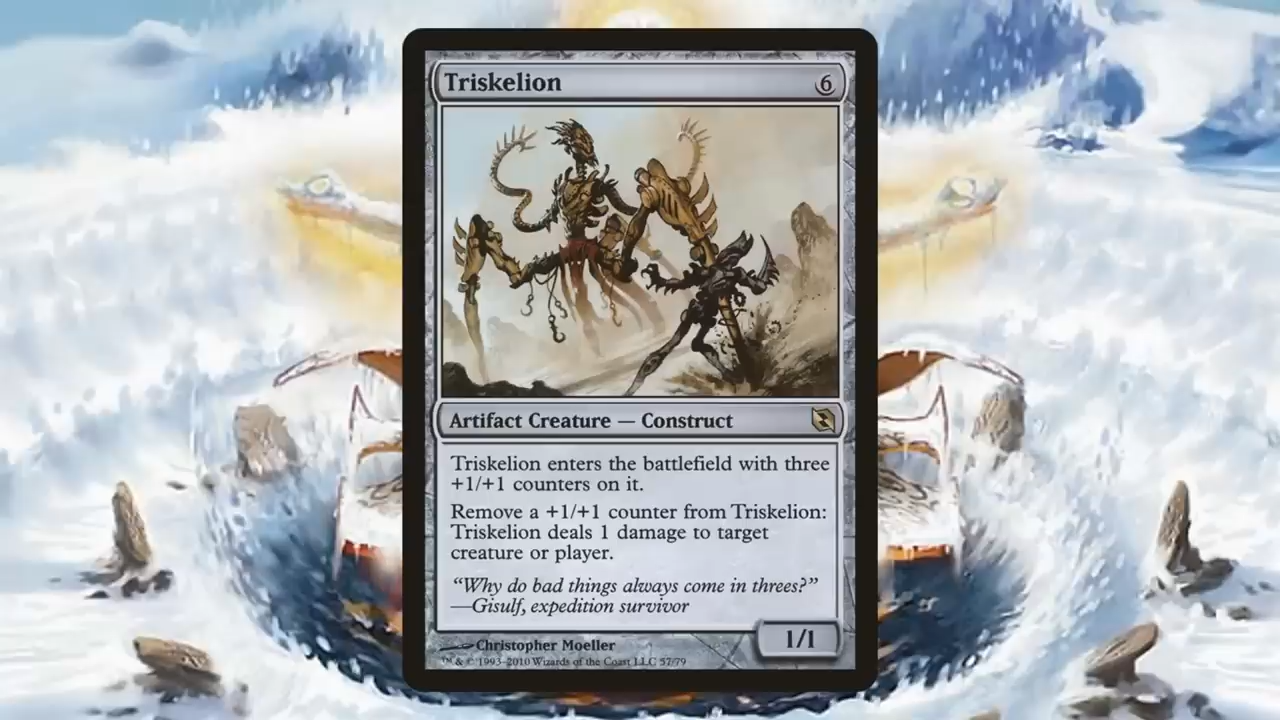 Triskelion 6
Artifact Creature — Construct
Triskelion enters the battlefield with three
+1/+1 counters on it.
Remove a +1/+1 counter from Triskelion:
Triskelion deals 1 damage to target
creature or player.
“Why do bad things always come in threes?”
—Gisulf, expedition survivor
1/1
Christopher Moeller
™ & © 1993–2010 Wizards of the Coast LLC 57/79